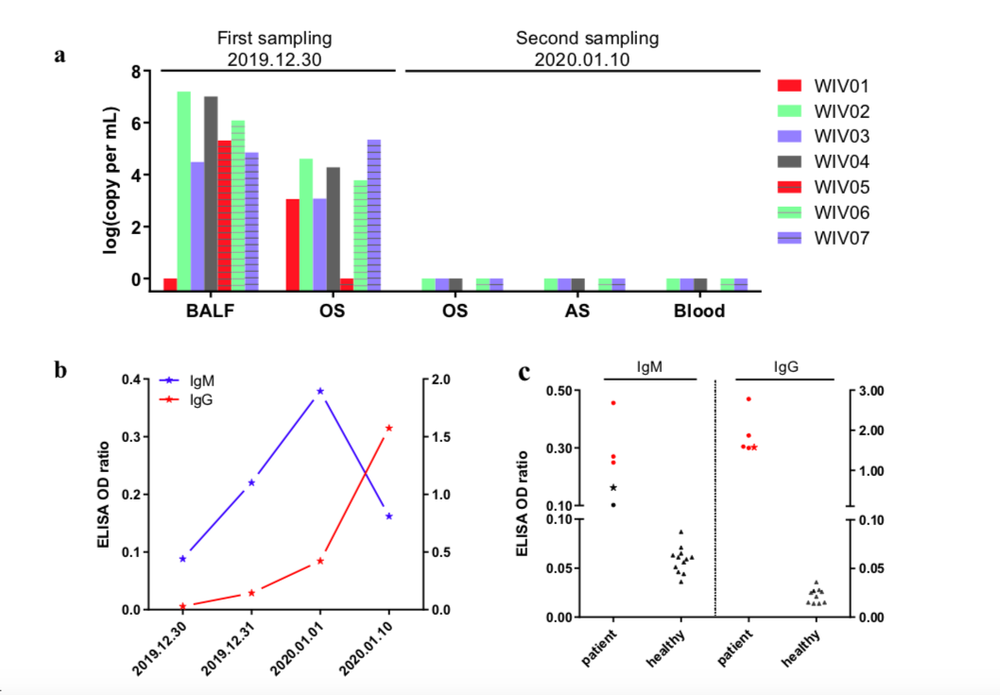 a
First sampling
2019.12.30
Second sampling
2020.01.10
log(copy per mL)
8
6
4
2
0
BALF
OS
OS
AS
Blood
WIV01
WIV02
WIV03
WIV04
WIV05
WIV06
WIV07
b
IgM
IgG
ELISA OD ratio
0.4
0.3
0.2
0.1
0.0
2.0
1.5
1.0
0.5
0.0
2019.12.30
2019.12.31
2020.01.01
2020.01.10
c
IgM
IgG
ELISA OD ratio
0.50
0.30
0.10
0.10
0.05
0.00
3.00
2.00
1.00
0.10
0.05
0.00
patient
healthy
patient
healthy